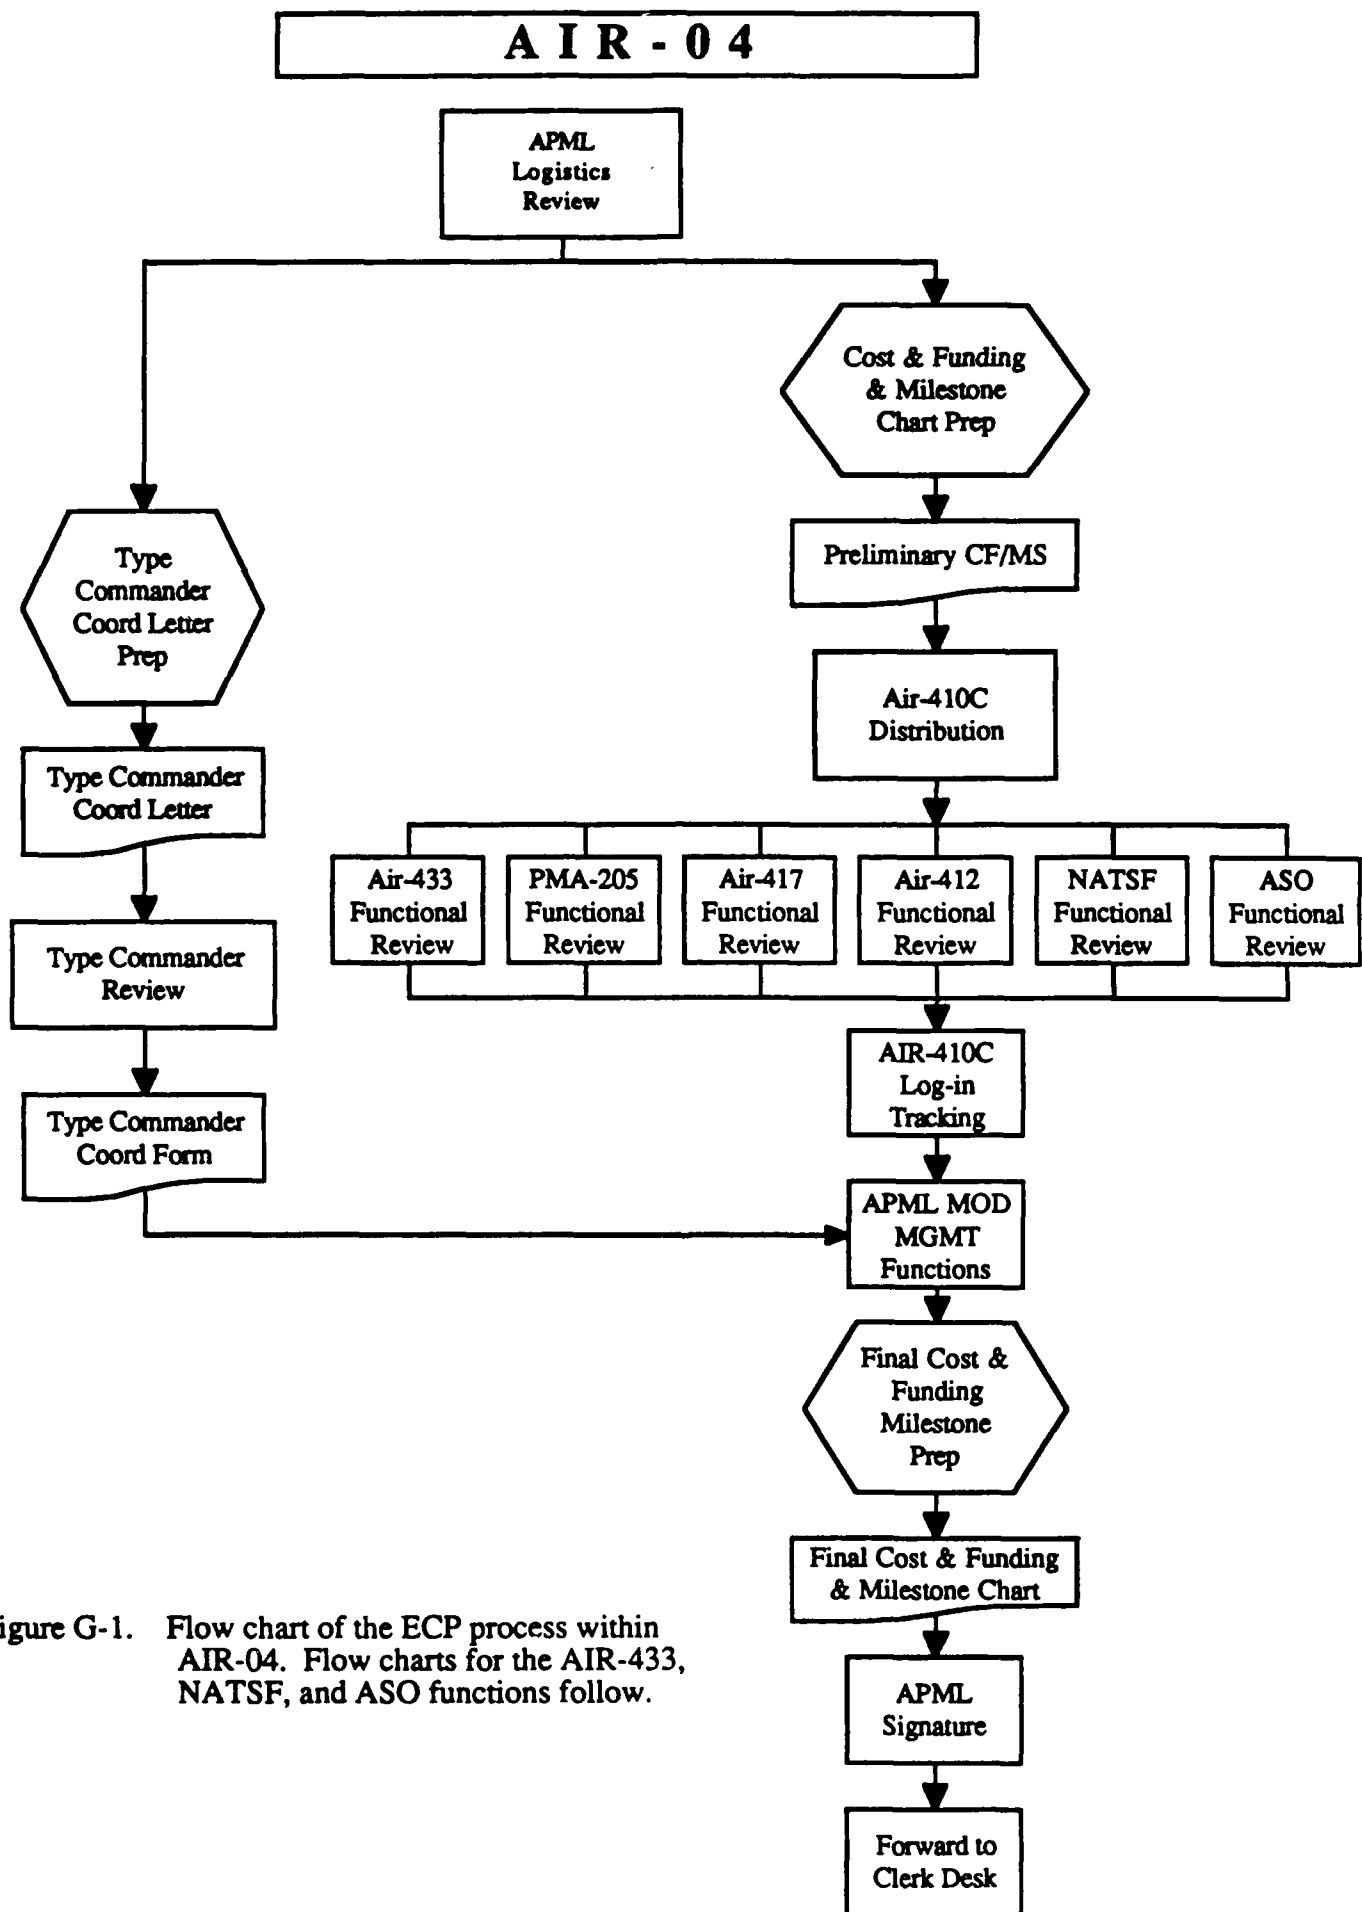 AIR-04
APML
Logistics
Review
Cost & Funding
& Milestone
Chart Prep
Preliminary CF/MS
Air-410C
Distribution
Type
Commander
Coord Letter
Prep
Type Commander
Coord Letter
Type Commander
Review
Type Commander
Coord Form
Air-433
Functional
Review
PMA-205
Functional
Review
Air-417
Functional
Review
Air-412
Functional
Review
NATSF
Functional
Review
ASO
Functional
Review
AIR-410C
Log-in
Tracking
APML MOD
MGMT
Functions
Final Cost &
Funding
Milestone
Prep
Final Cost & Funding
& Milestone Chart
APML
Signature
Forward to
Clerk Desk
igure G-1. Flow chart of the ECP process within
AIR-04. Flow charts for the AIR-433,
NATSF, and ASO functions follow.